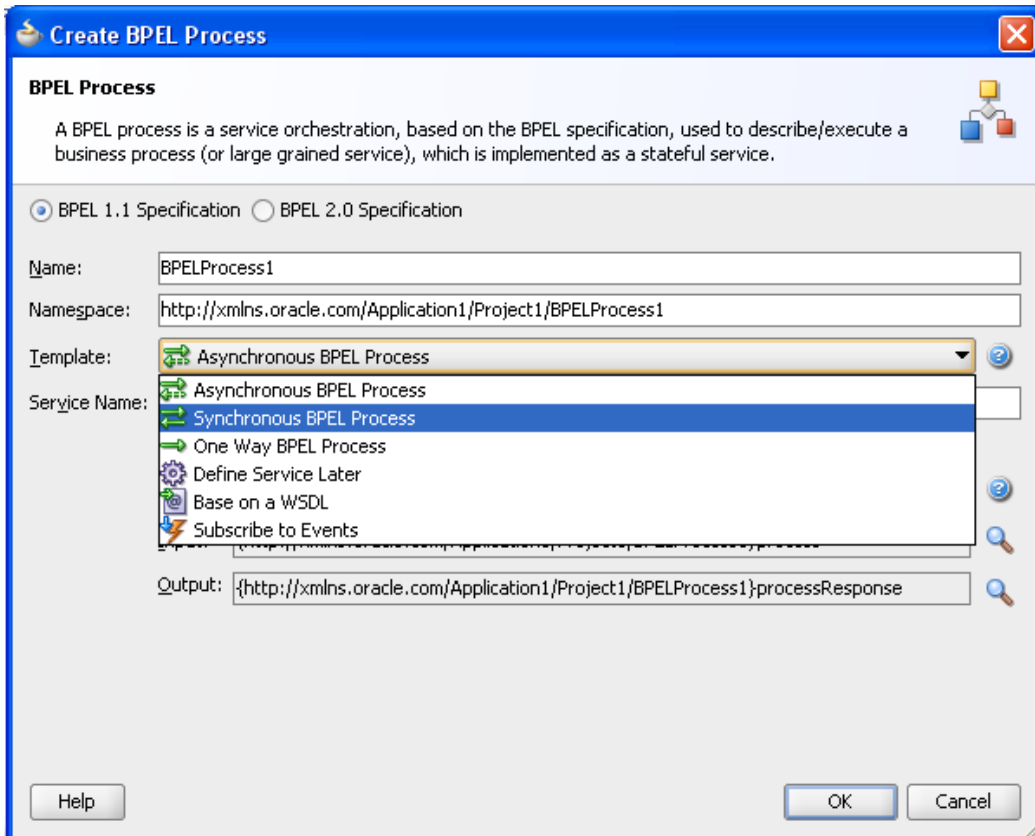 Create BPEL Process
BPEL Process
A BPEL process is a service orchestration, based on the BPEL specification, used to describe/execute a
business process (or large grained service), which is implemented as a stateful service.
BPEL 1.1 Specification BPEL 2.0 Specification
Name: BPELProcess1
Namespace: http://xmlns.oracle.com/Application1/Project1/BPELProcess1
Template: Asynchronous BPEL Process
Asynchronous BPEL Process
Service Name:
Synchronous BPEL Process
One Way BPEL Process
Define Service Later
Base on a WSDL
Subscribe to Events
Output: {http://xmlns.oracle.com/Application1/Project1/BPELProcess1}processResponse
Help OK Cancel